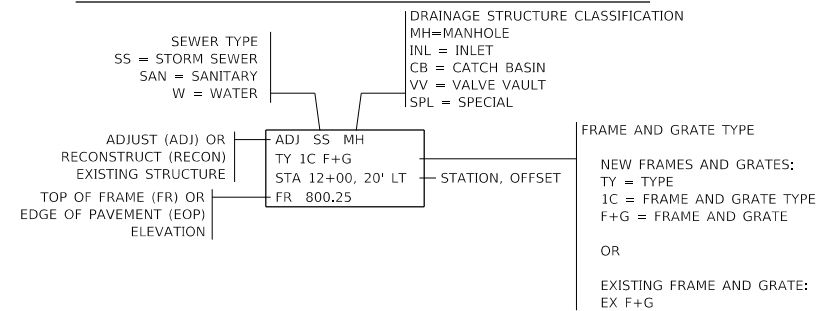 DRAINAGE STRUCTURE CLASSIFICATION
MH=MANHOLE
INL = INLET
CB = CATCH BASIN
VV = VALVE VAULT
SPL = SPECIAL
SEWER TYPE
SS = STORM SEWER
SAN = SANITARY
W = WATER
ADJUST (ADJ) OR
RECONSTRUCT (RECON)
EXISTING STRUCTURE
TOP OF FRAME (FR) OR
EDGE OF PAVEMENT (EOP)
ELEVATION
ADJ SS MH
TY 1C F+G
STA 12+00, 20' LT
FR 800.25
STATION, OFFSET
FRAME AND GRATE TYPE
NEW FRAMES AND GRATES:
TY = TYPE
1C = FRAME AND GRATE TYPE
F+G = FRAME AND GRATE
OR
EXISTING FRAME AND GRATE:
EX F+G